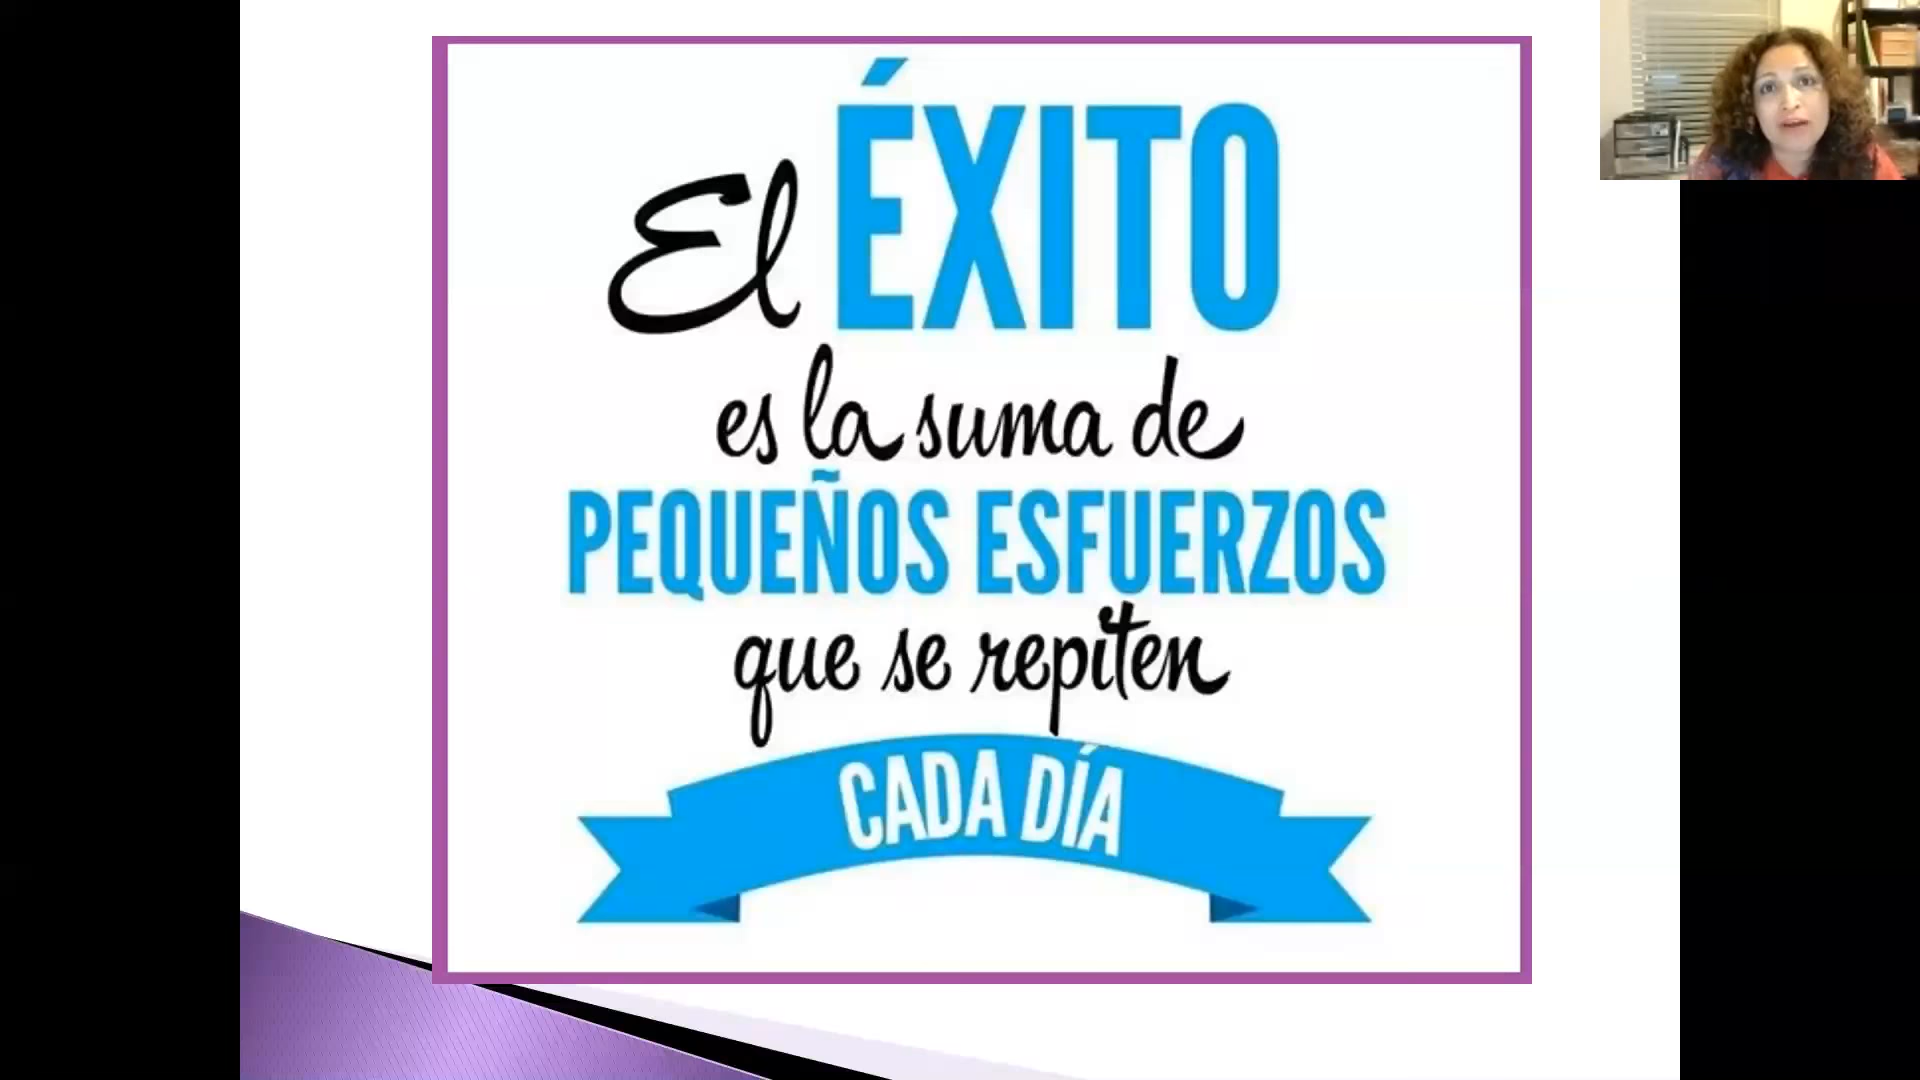 El ÉXITO
es la suma de
PEQUEÑOS ESFUERZOS
que se repiten
CADA DÍA